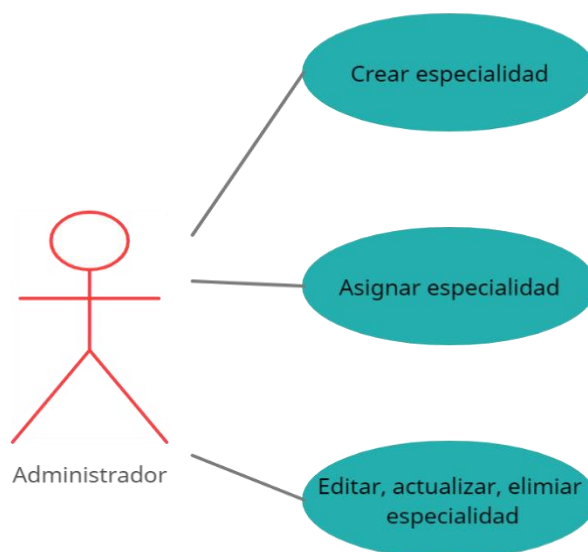 Crear especialidad
Asignar especialidad
Administrador
Editar, actualizar, elimiar
especialidad